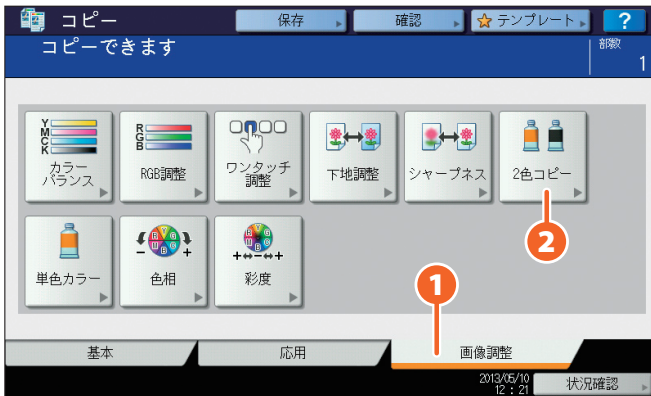 コピー
保存
確認
テンプレート
?
コピーできます
部数
1
Y
M
C
K
カラー
バランス
R
G
B
RGB調整
ワンタッチ
調整
下地調整
シャープネス
2色コピー
2
単色カラー
- +
色相
+⇔-⇔+
彩度
1
基本
応用
画像調整
2013/05/10
12:21
状況確認